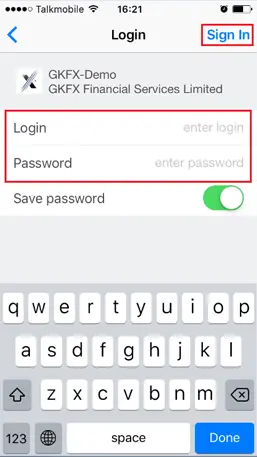 Talkmobile 16:21
Login Sign In
GKFX-Demo
GKFX Financial Services Limited
Login enter login
Password enter password
Save password
q w e r t y u i o p
a s d f g h j k l
z x c v b n m
123 space Done